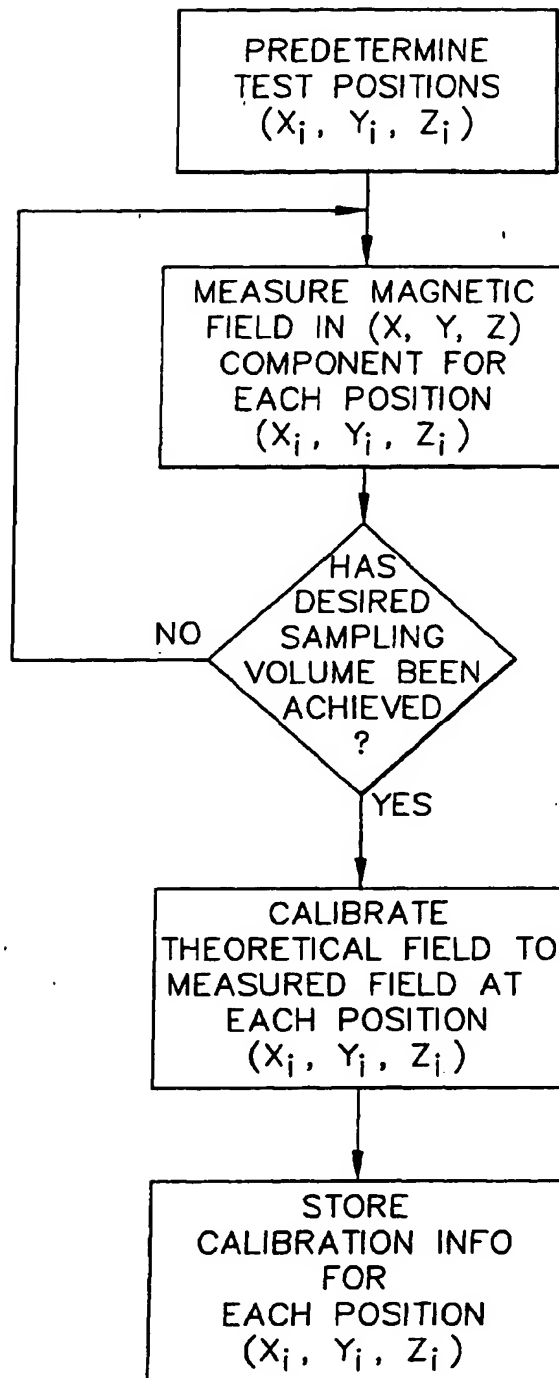 PREDETERMINE
TEST POSITIONS
(Xi, Yi, Zi)
MEASURE MAGNETIC
FIELD IN (X, Y, Z)
COMPONENT FOR
EACH POSITION
(Xi, Yi, Zi)
HAS
DESIRED
SAMPLING
VOLUME BEEN
ACHIEVED
?
NO
YES
CALIBRATE
THEORETICAL FIELD TO
MEASURED FIELD AT
EACH POSITION
(Xi, Yi, Zi)
STORE
CALIBRATION INFO
FOR
EACH POSITION
(Xi, Yi, Zi)